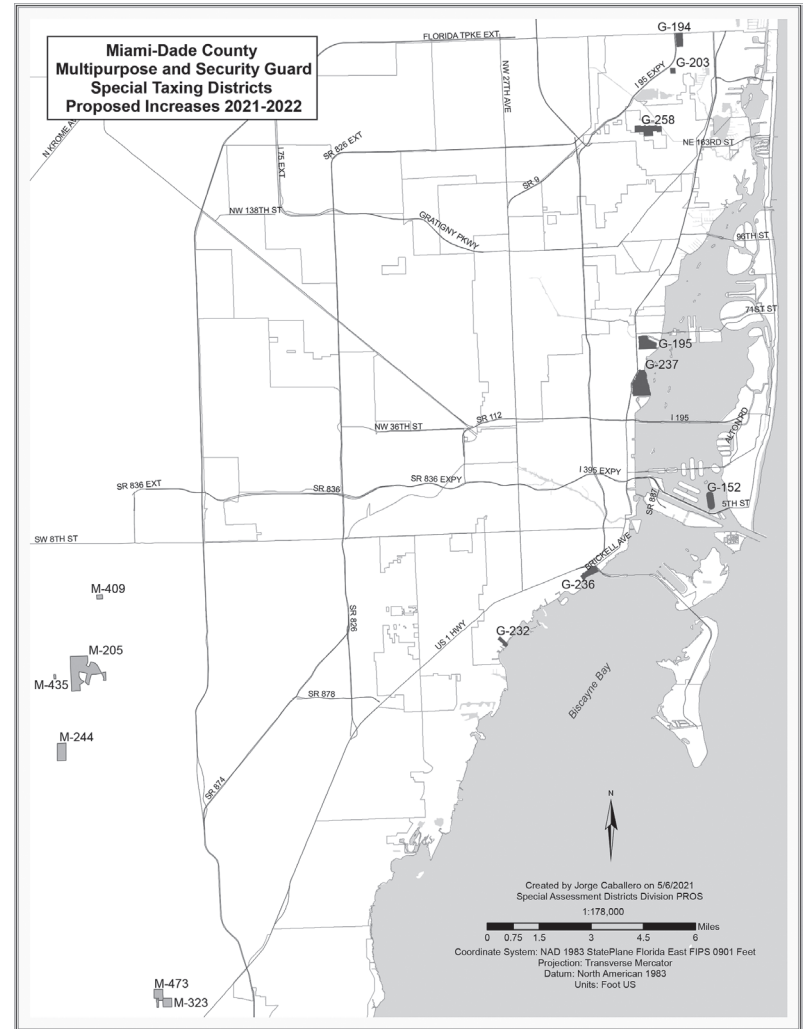 Miami-Dade County
Multipurpose and Security Guard
Special Taxing Districts
Proposed Increases 2021-2022
FLORIDA TPKE EXT
G-194
G-203
I 95 EXPY
NW 27TH AVE
N KROME AV
I 75 EXT
SR 826 EXT
G-258
NE 163RD ST
SR 9
NW 138TH ST
GRATIGNY PKWY
96TH ST
71ST ST
G-195
G-237
SR 112
I 195
NW 36TH ST
ALTON RD
SR 836 EXT
SR 836
SR 836 EXPY
I 395 EXPY
G-152
SR 887
5TH ST
SW 8TH ST
BRICKELL AVE
G-236
M-409
SR 826
US 1 HWY
G-232
M-205
M-435
SR 878
Biscayne Bay
M-244
SR 874
N
Created by Jorge Caballero on 5/6/2021
Special Assessment Districts Division PROS
1:178,000
Miles
0 0.75 1.5 3 4.5 6
Coordinate System: NAD 1983 StatePlane Florida East FIPS 0901 Feet
Projection: Transverse Mercator
Datum: North American 1983
Units: Foot US
M-473
M-323